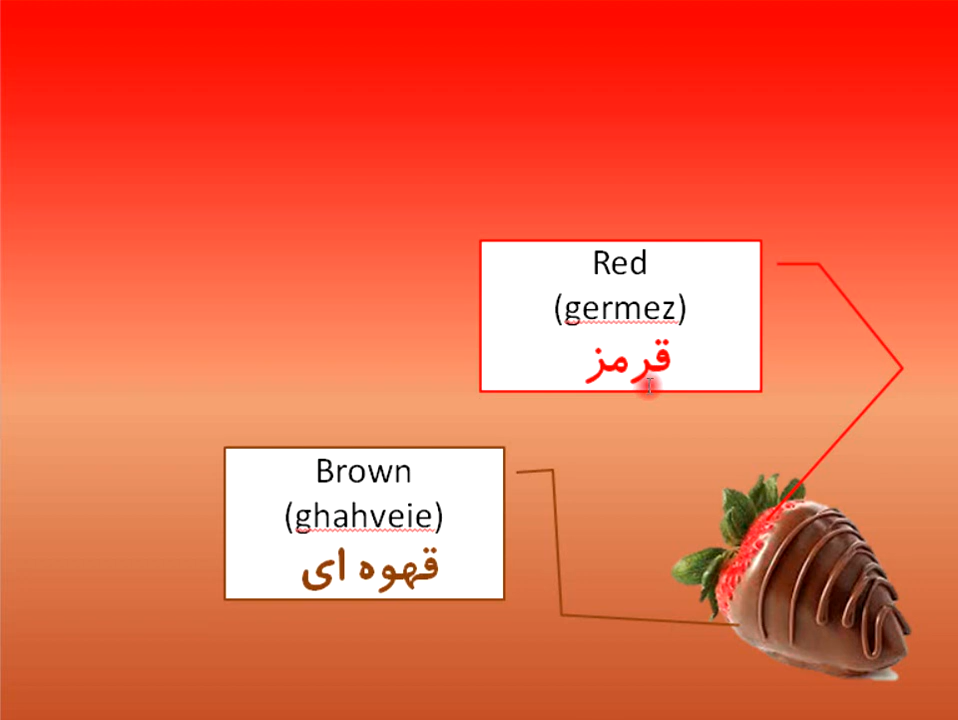 Red
(germez)
قرمز
Brown
(ghahveie)
قهوه ای